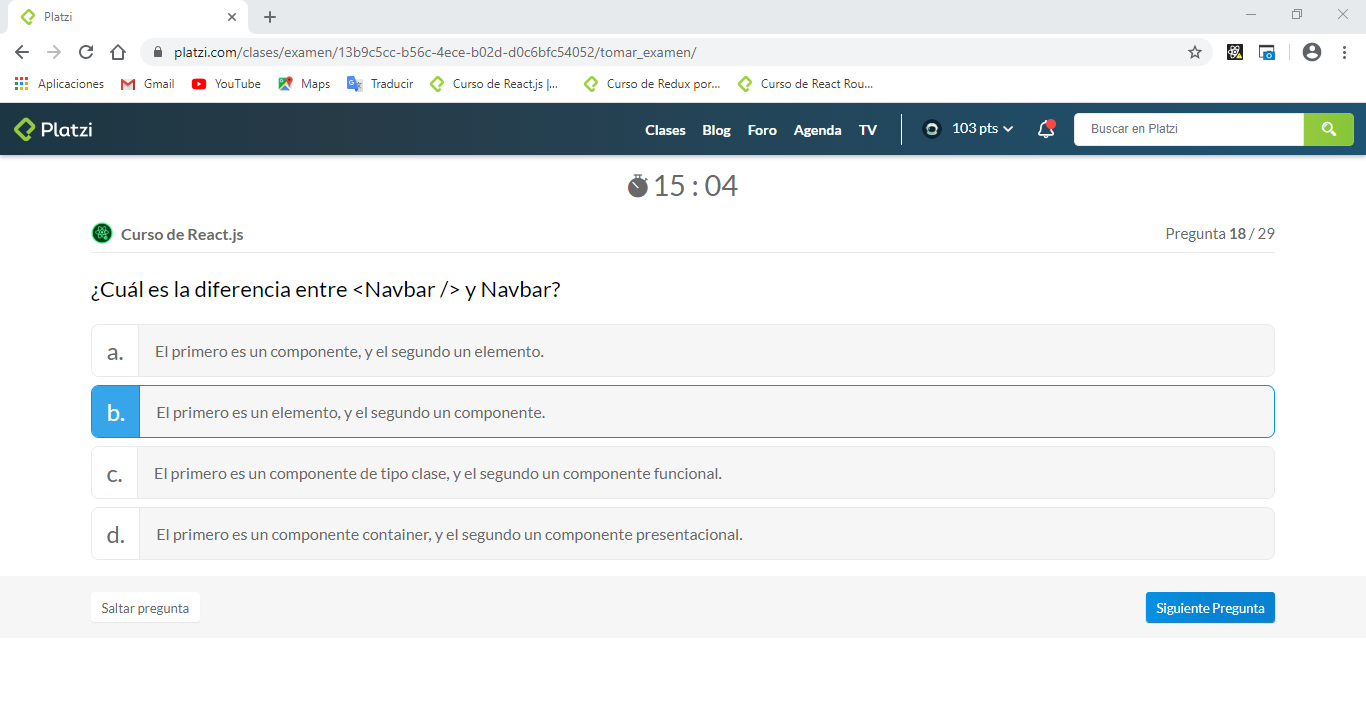 Platzi
platzi.com/clases/examen/13b9c5cc-b56c-4ece-b02d-d0c6bfc54052/tomar_examen/
Aplicaciones Gmail YouTube Maps Traducir Curso de React.js |... Curso de Redux por... Curso de React Rou...
Platzi Clases Blog Foro Agenda TV 103 pts Buscar en Platzi
15 : 04
Curso de React.js Pregunta 18 / 29
¿Cuál es la diferencia entre <Navbar /> y Navbar?
a. El primero es un componente, y el segundo un elemento.
b. El primero es un elemento, y el segundo un componente.
c. El primero es un componente de tipo clase, y el segundo un componente funcional.
d. El primero es un componente container, y el segundo un componente presentacional.
Saltar pregunta Siguiente Pregunta